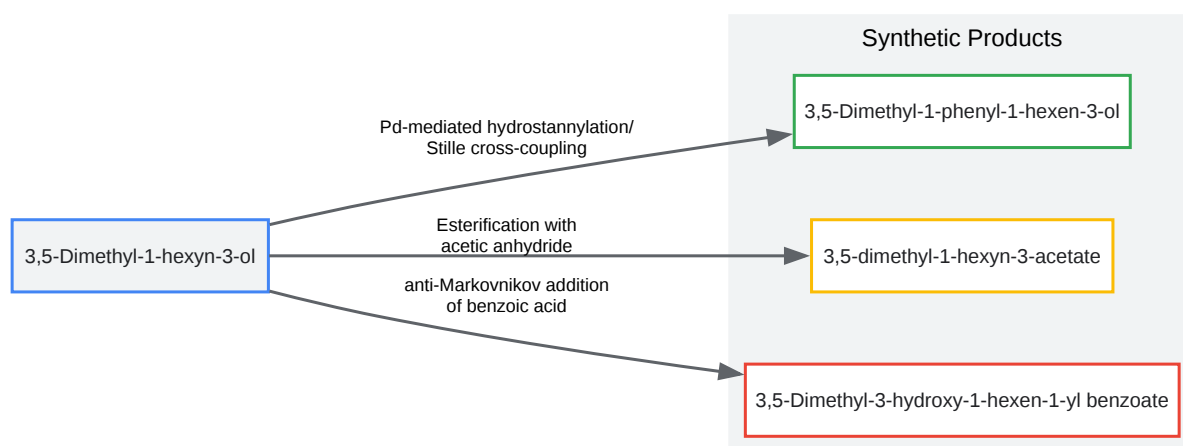 Synthetic Products
3,5-Dimethyl-1-phenyl-1-hexen-3-ol
Pd-mediated hydrostannylation/
Stille cross-coupling
3,5-Dimethyl-1-hexyn-3-ol
Esterification with
acetic anhydride
3,5-dimethyl-1-hexyn-3-acetate
anti-Markovnikov addition
of benzoic acid
3,5-Dimethyl-3-hydroxy-1-hexen-1-yl benzoate